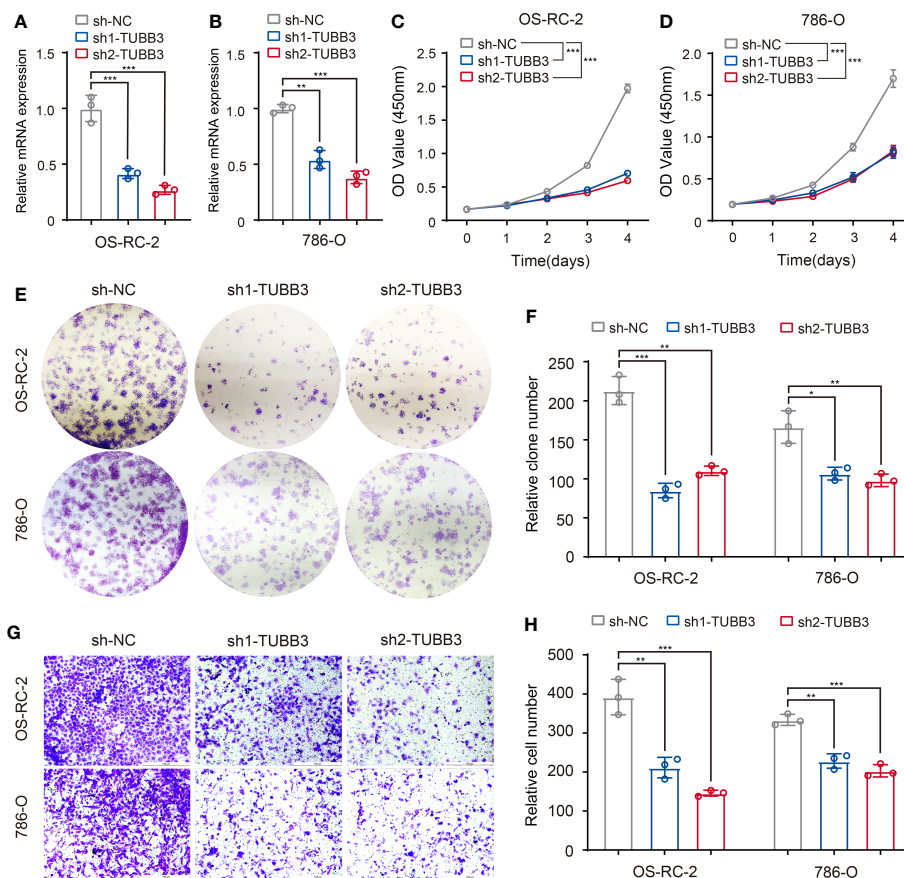 A
sh-NC
sh1-TUBB3
sh2-TUBB3
Relative mRNA expression
1.5
1.0
0.5
0
***
***
OS-RC-2
B
sh-NC
sh1-TUBB3
sh2-TUBB3
Relative mRNA expression
1.5
1.0
0.5
0
***
**
786-O
C
OS-RC-2
sh-NC
sh1-TUBB3
sh2-TUBB3
***
***
OD Value (450nm)
2.5
2.0
1.5
1.0
0.5
0
0 1 2 3 4
Time(days)
D
786-O
sh-NC
sh1-TUBB3
sh2-TUBB3
***
***
OD Value (450nm)
2.0
1.5
1.0
0.5
0
0 1 2 3 4
Time(days)
E
sh-NC sh1-TUBB3 sh2-TUBB3
OS-RC-2
786-O
F
sh-NC sh1-TUBB3 sh2-TUBB3
Relative clone number
250
200
150
100
50
0
**
***
**
*
OS-RC-2 786-O
G
sh-NC sh1-TUBB3 sh2-TUBB3
OS-RC-2
786-O
H
sh-NC sh1-TUBB3 sh2-TUBB3
Relative cell number
500
400
300
200
100
0
***
**
***
**
OS-RC-2 786-O